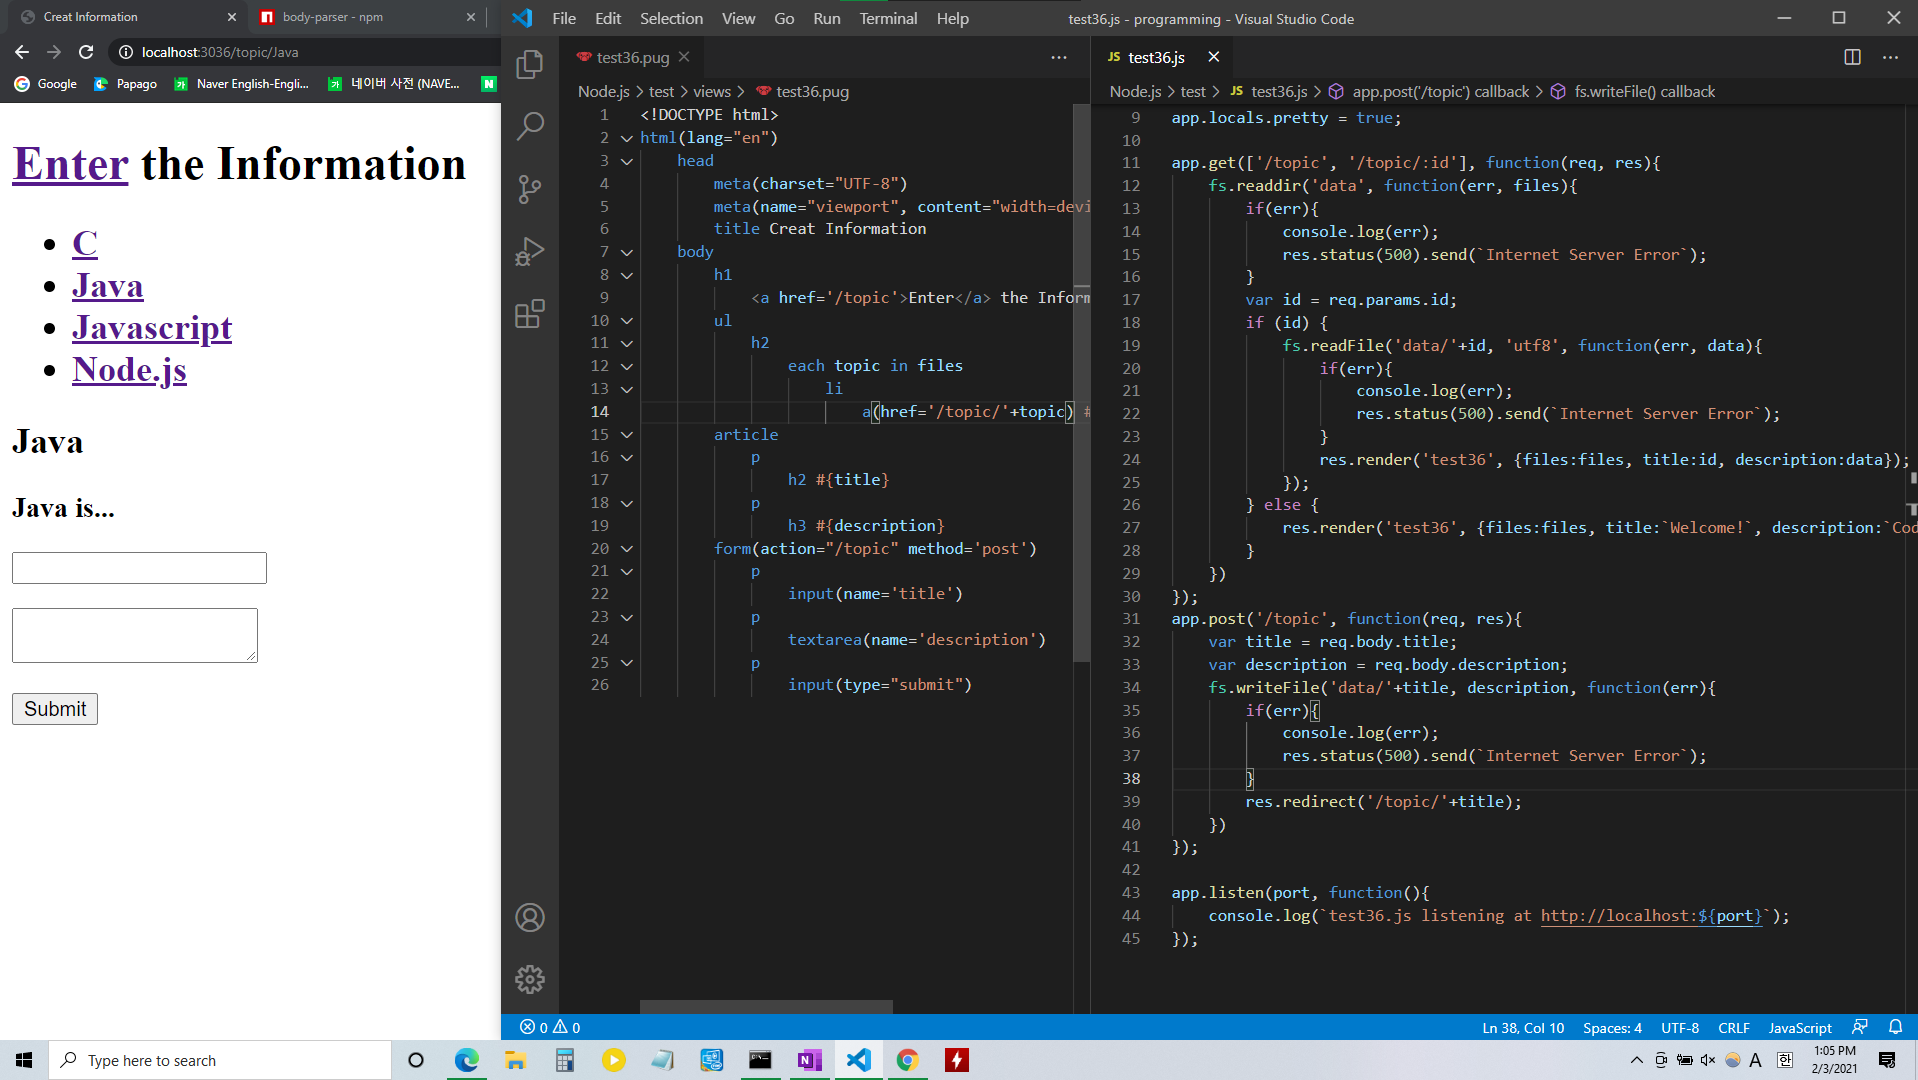 Creat Information
body-parser - npm
File Edit Selection View Go Run Terminal Help
test36.js - programming - Visual Studio Code
localhost:3036/topic/Java
Google
Papago
Naver English-Engli...
네이버 사전 (NAVE...
Enter the Information
C
Java
Javascript
Node.js
Java
Java is...
Submit
test36.pug
Node.js > test > views > test36.pug
1 <!DOCTYPE html>
2 html(lang="en")
3 head
4 meta(charset="UTF-8")
5 meta(name="viewport", content="width=devi
6 title Creat Information
7 body
8 h1
9 <a href='/topic'>Enter</a> the Inform
10 ul
11 h2
12 each topic in files
13 li
14 a(href='/topic/'+topic) #
15 article
16 p
17 h2 #{title}
18 p
19 h3 #{description}
20 form(action="/topic" method='post')
21 p
22 input(name='title')
23 p
24 textarea(name='description')
25 p
26 input(type="submit")
JS test36.js
Node.js > test > JS test36.js > app.post('/topic') callback > fs.writeFile() callback
9 app.locals.pretty = true;
10
11 app.get(['/topic', '/topic/:id'], function(req, res){
12 fs.readdir('data', function(err, files){
13 if(err){
14 console.log(err);
15 res.status(500).send(`Internet Server Error`);
16 }
17 var id = req.params.id;
18 if (id) {
19 fs.readFile('data/'+id, 'utf8', function(err, data){
20 if(err){
21 console.log(err);
22 res.status(500).send(`Internet Server Error`);
23 }
24 res.render('test36', {files:files, title:id, description:data});
25 });
26 } else {
27 res.render('test36', {files:files, title:`Welcome!`, description:`Cod
28 }
29 })
30 });
31 app.post('/topic', function(req, res){
32 var title = req.body.title;
33 var description = req.body.description;
34 fs.writeFile('data/'+title, description, function(err){
35 if(err){
36 console.log(err);
37 res.status(500).send(`Internet Server Error`);
38 }
39 res.redirect('/topic/'+title);
40 })
41 });
42
43 app.listen(port, function(){
44 console.log(`test36.js listening at http://localhost:${port}`);
45 });
0 0
Ln 38, Col 10 Spaces: 4 UTF-8 CRLF JavaScript
Type here to search
A 한 1:05 PM
2/3/2021